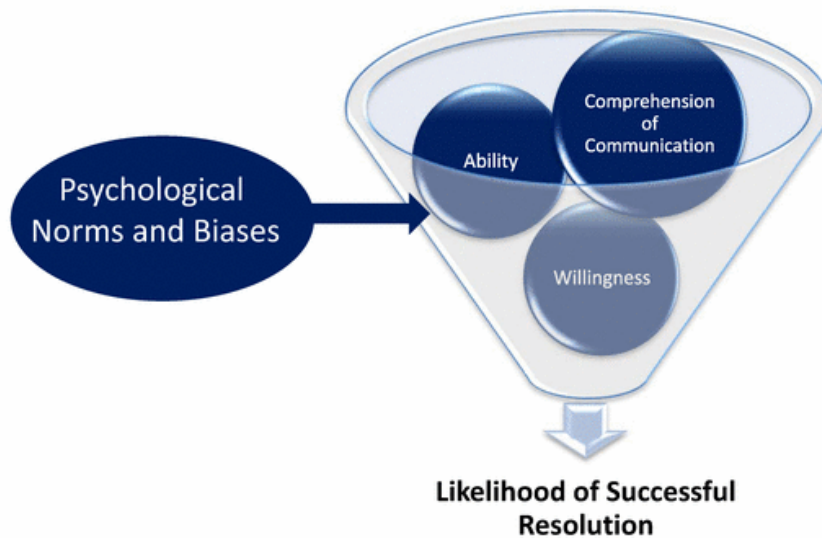 Comprehension
of
Communication
Ability
Psychological
Norms and Biases
Willingness
Likelihood of Successful
Resolution